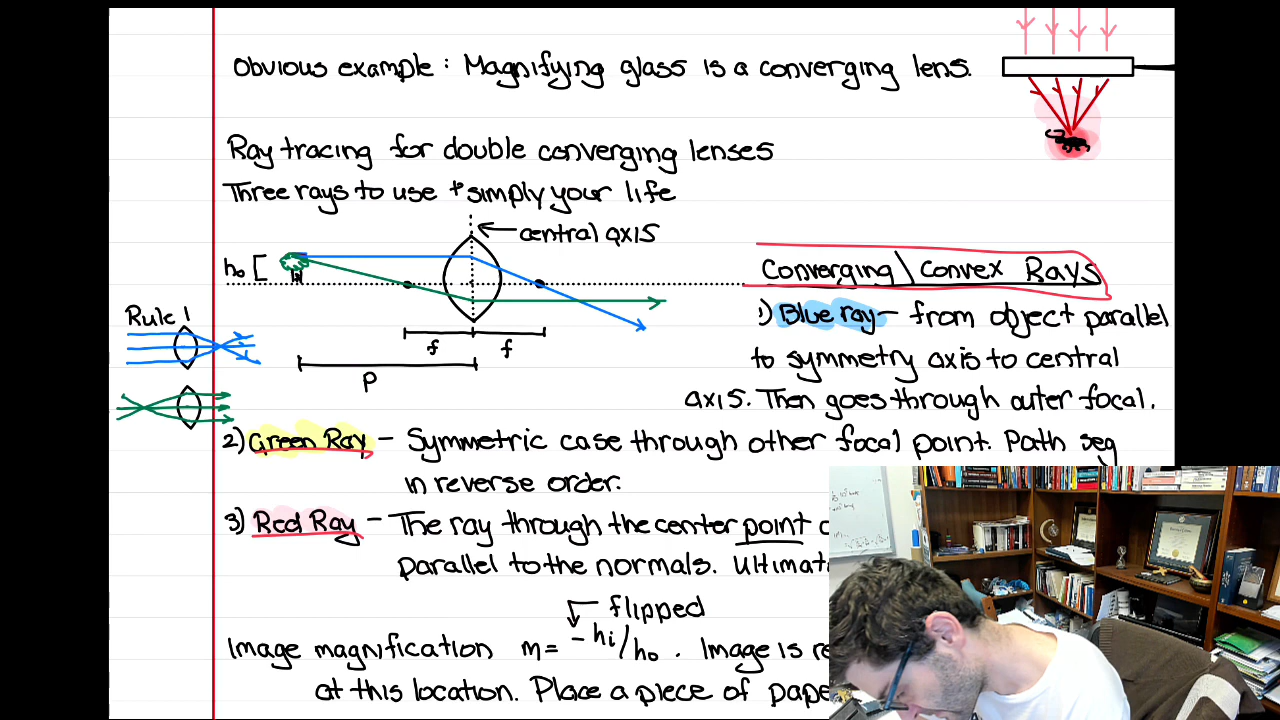 Obvious example : Magnifying glass is a converging lens.
Ray tracing for double converging lenses
Three rays to use + simply your life
central axis
h₀
Converging \ Convex Rays
Rule 1
1) Blue ray - from object parallel
to symmetry axis to central
axis. Then goes through outer focal.
f f
P
2) Green Ray - Symmetric case through other focal point. Path seg
in reverse order.
3) Red Ray - The ray through the center point
parallel to the normals.
flipped
Image magnification m = -hi/h₀. Image is
at this location. Place a piece of